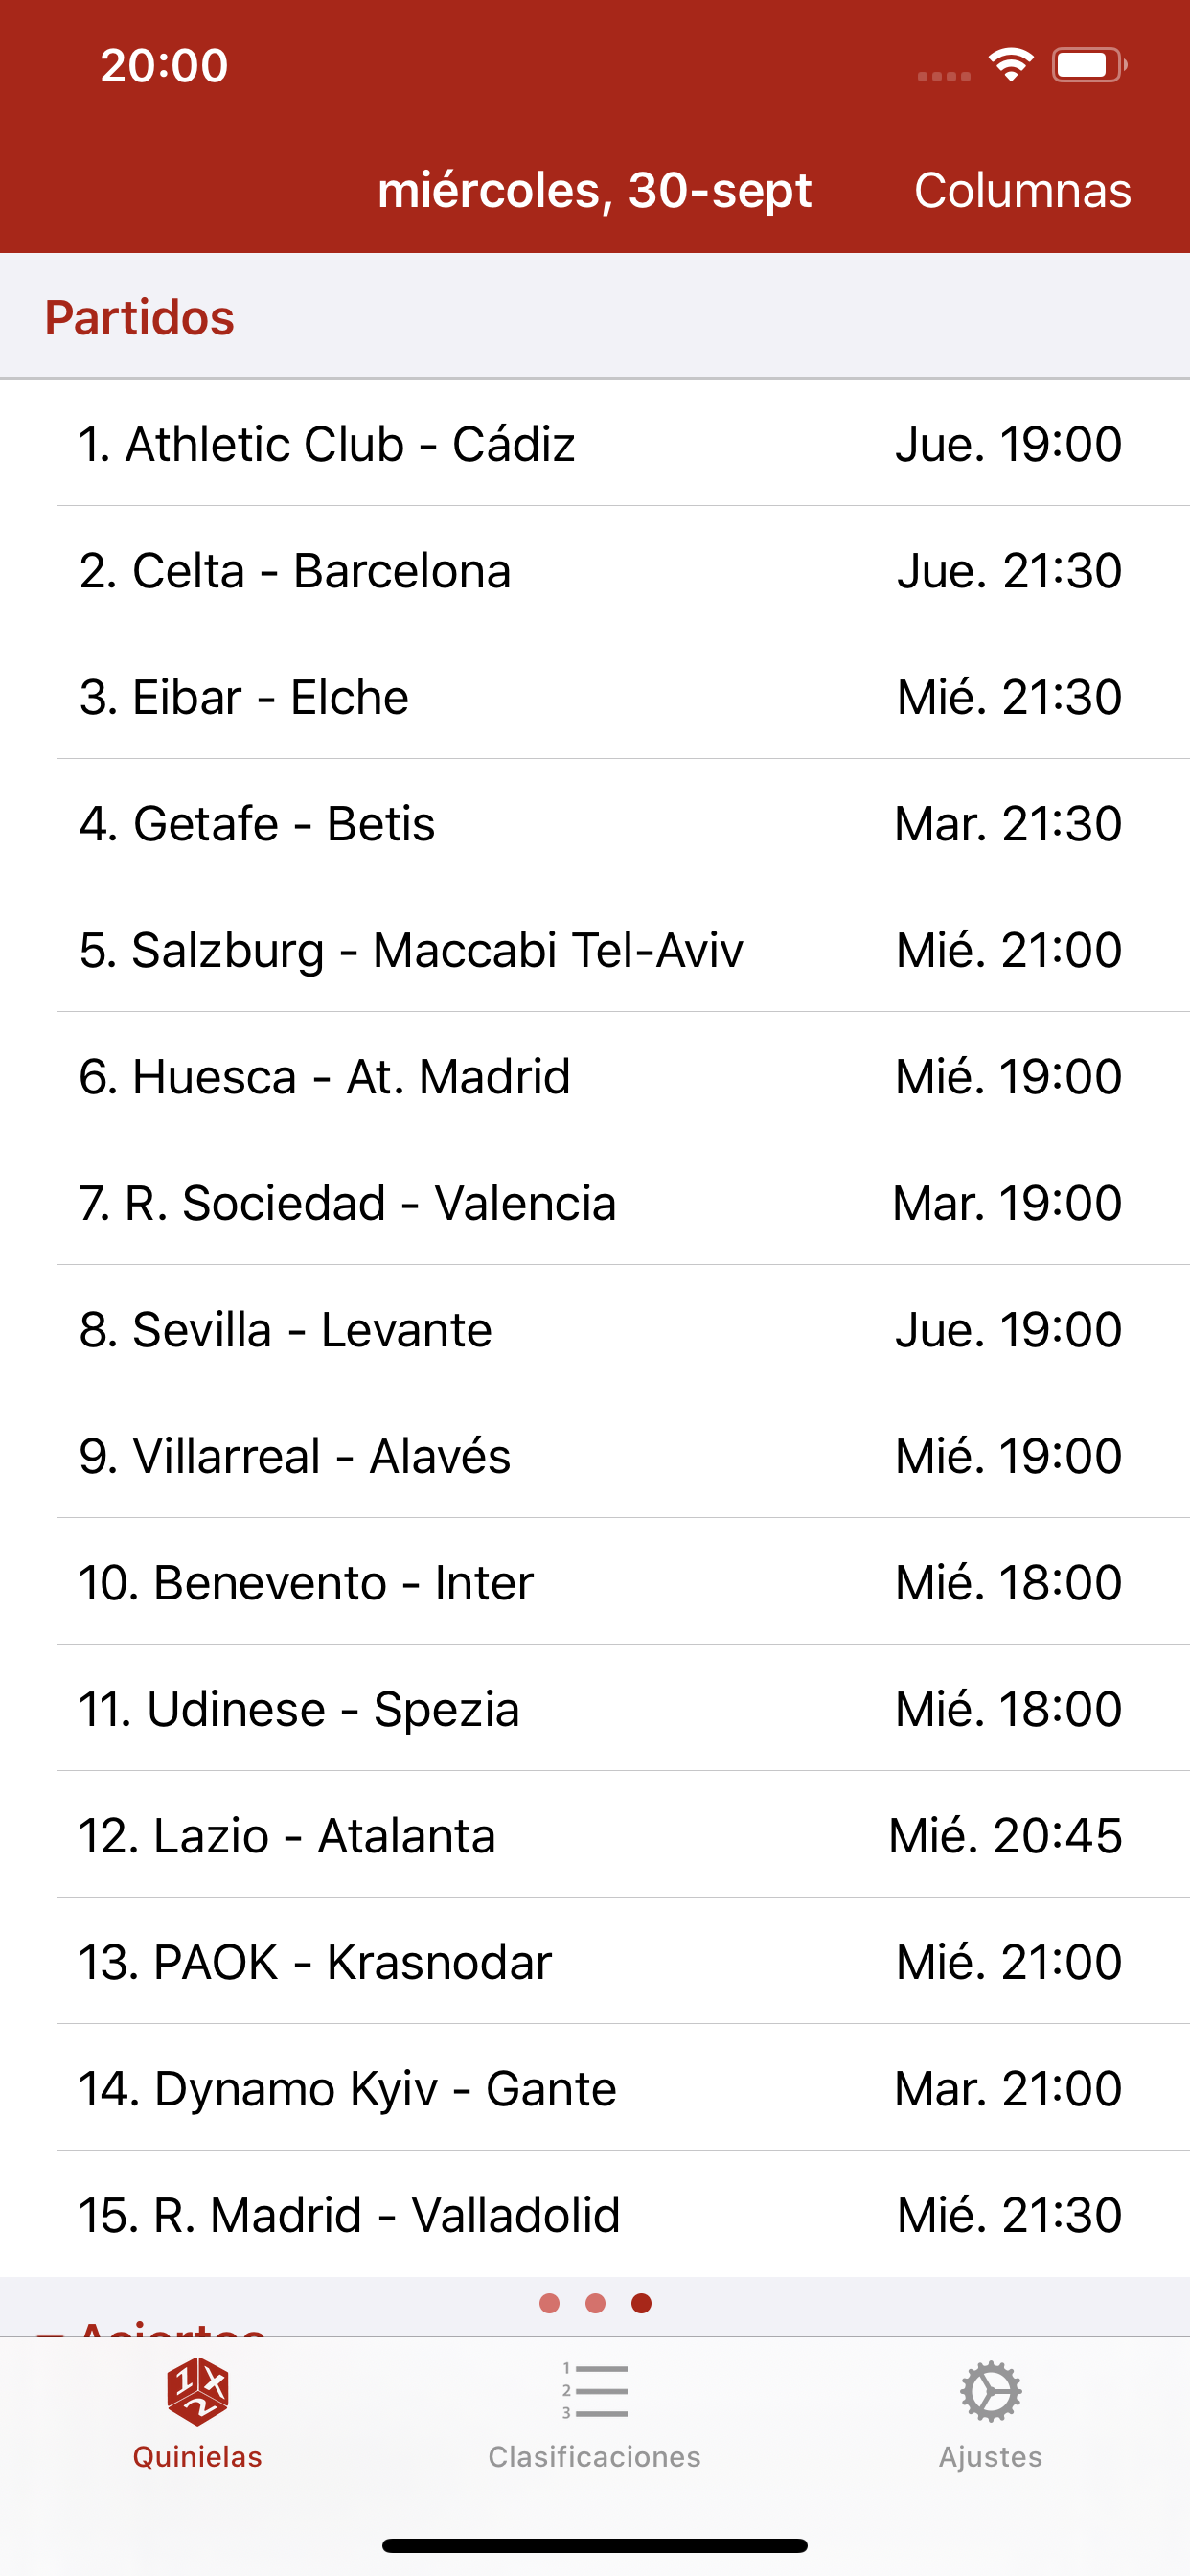 20:00
miércoles, 30-sept Columnas
Partidos
1. Athletic Club - Cádiz Jue. 19:00
2. Celta - Barcelona Jue. 21:30
3. Eibar - Elche Mié. 21:30
4. Getafe - Betis Mar. 21:30
5. Salzburg - Maccabi Tel-Aviv Mié. 21:00
6. Huesca - At. Madrid Mié. 19:00
7. R. Sociedad - Valencia Mar. 19:00
8. Sevilla - Levante Jue. 19:00
9. Villarreal - Alavés Mié. 19:00
10. Benevento - Inter Mié. 18:00
11. Udinese - Spezia Mié. 18:00
12. Lazio - Atalanta Mié. 20:45
13. PAOK - Krasnodar Mié. 21:00
14. Dynamo Kyiv - Gante Mar. 21:00
15. R. Madrid - Valladolid Mié. 21:30
1X2
1
2
3
Quinielas Clasificaciones Ajustes